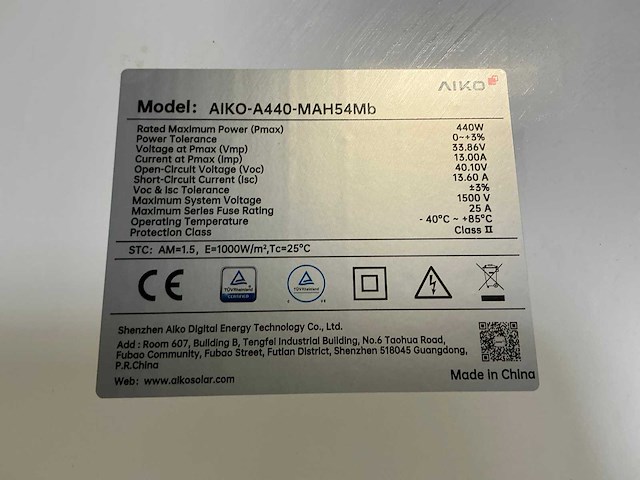 AIKO
Model: AIKO-A440-MAH54Mb
Rated Maximum Power (Pmax) 440W
Power Tolerance 0~+3%
Voltage at Pmax (Vmp) 33.86V
Current at Pmax (Imp) 13.00A
Open-Circuit Voltage (Voc) 40.10V
Short-Circuit Current (Isc) 13.60 A
Voc & Isc Tolerance ±3%
Maximum System Voltage 1500 V
Maximum Series Fuse Rating 25 A
Operating Temperature - 40°C ~ +85°C
Protection Class Class II
STC: AM=1.5, E=1000W/m²,Tc=25°C
CE TÜVRheinland CERTIFIED TÜVRheinland
Shenzhen Aiko Digital Energy Technology Co., Ltd.
Add : Room 607, Building B, Tengfei Industrial Building, No.6 Taohua Road,
Fubao Community, Fubao Street, Futian District, Shenzhen 518045 Guangdong,
P.R.China
Web: www.aikosolar.com
Made in China